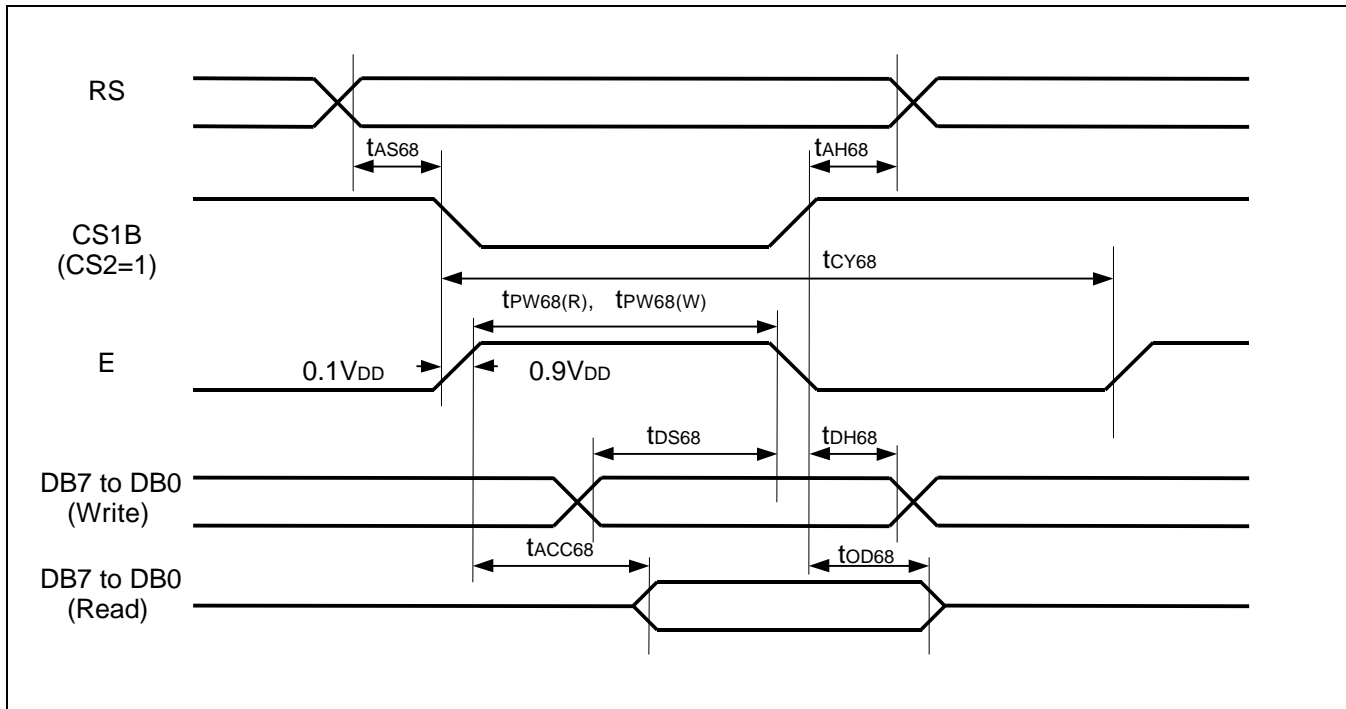 RS
tAS68
tAH68
CS1B
(CS2=1)
tCY68
tPW68(R), tPW68(W)
E
0.1VDD
0.9VDD
tDS68
tDH68
DB7 to DB0
(Write)
tACC68
tOD68
DB7 to DB0
(Read)